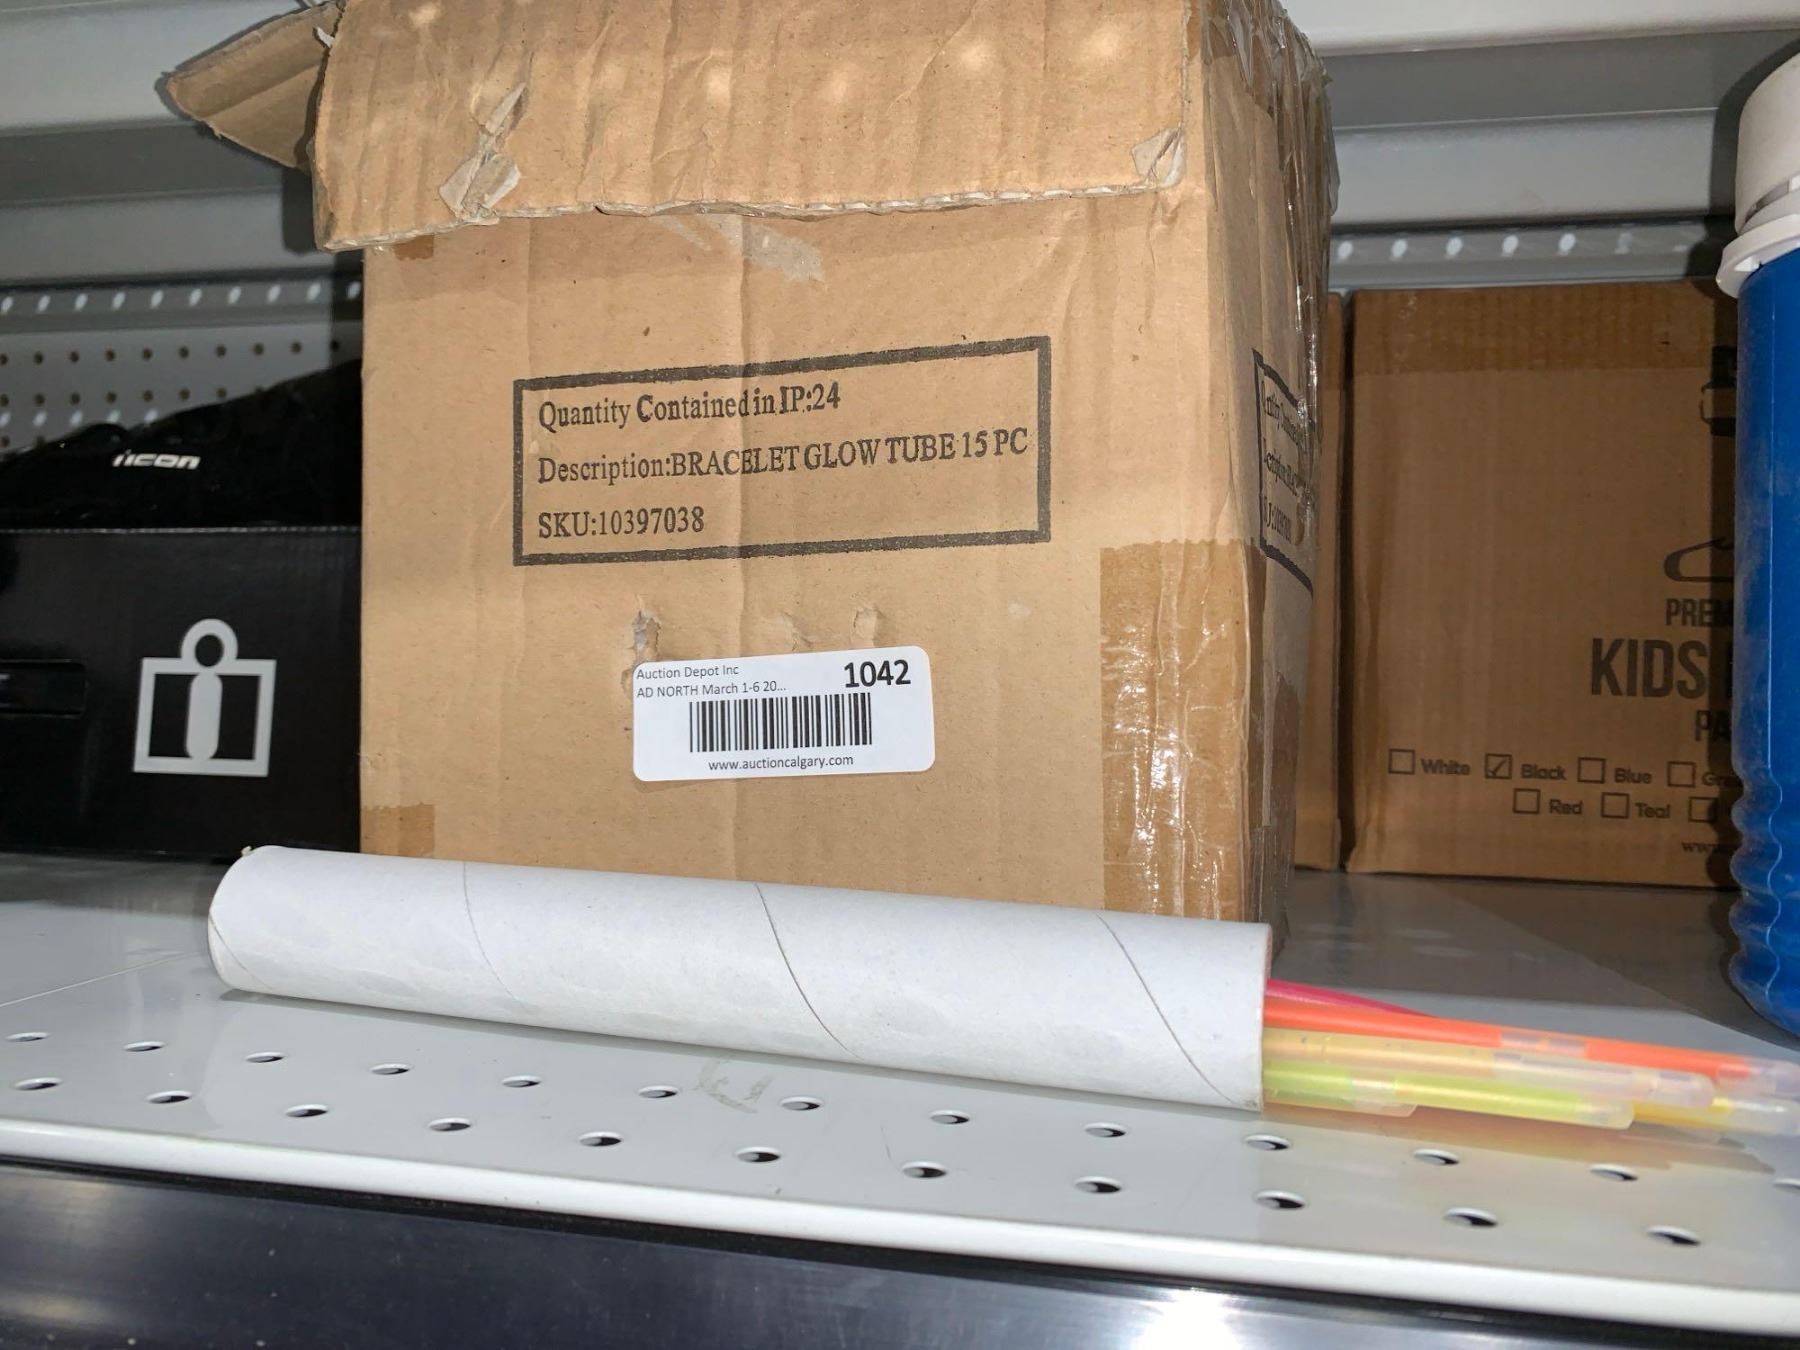 Quantity Contained in IP:24
Description:BRACELET GLOW TUBE 15 PC
SKU:10397038
Auction Depot Inc
AD NORTH March 1-6 20...
1042
www.auctioncalgary.com
icon
KIDS
White Black Blue
Red Teal